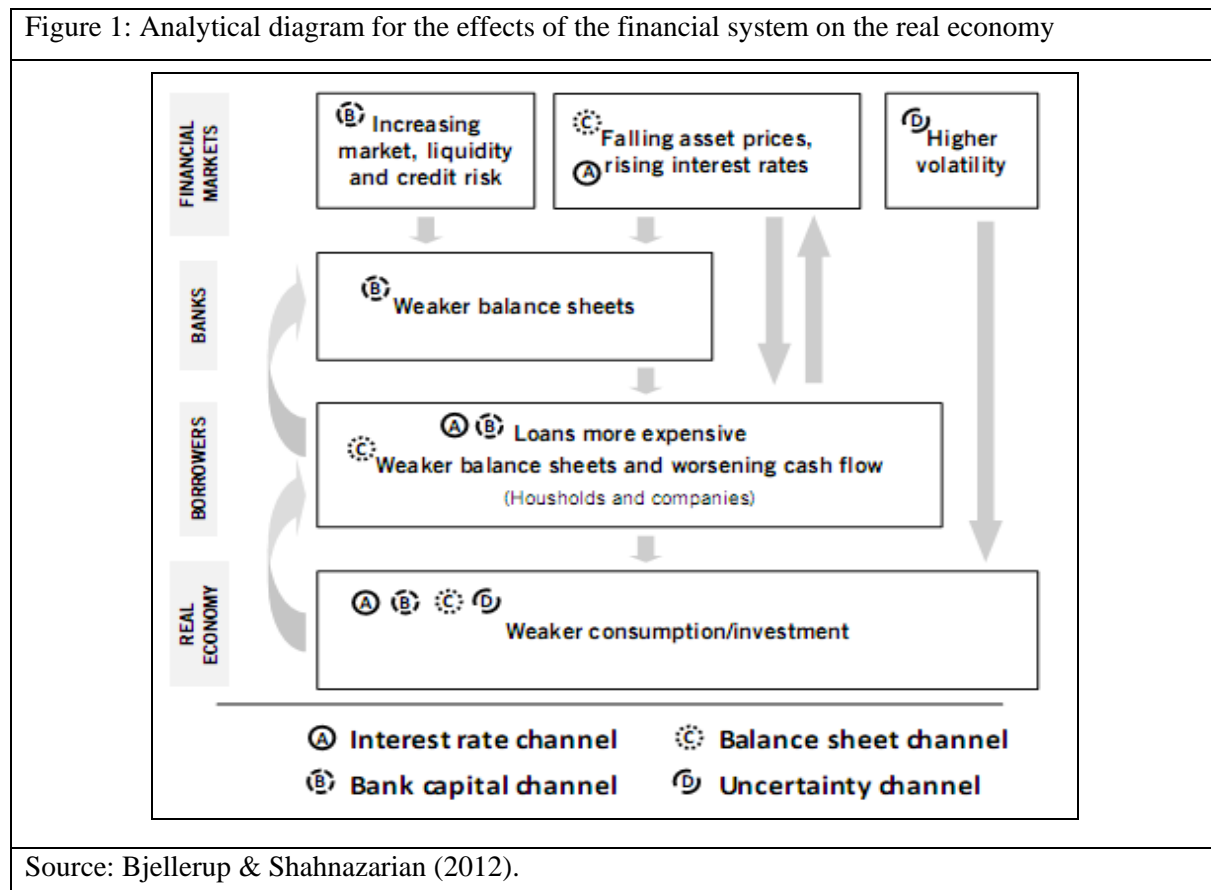 Figure 1: Analytical diagram for the effects of the financial system on the real economy
FINANCIAL
MARKETS
B Increasing
market, liquidity
and credit risk
C Falling asset prices,
A rising interest rates
D Higher
volatility
BANKS
B Weaker balance sheets
BORROWERS
A B Loans more expensive
C Weaker balance sheets and worsening cash flow
(Housholds and companies)
REAL
ECONOMY
A B C D
Weaker consumption/investment
A Interest rate channel
C Balance sheet channel
B Bank capital channel
D Uncertainty channel
Source: Bjellerup & Shahnazarian (2012).